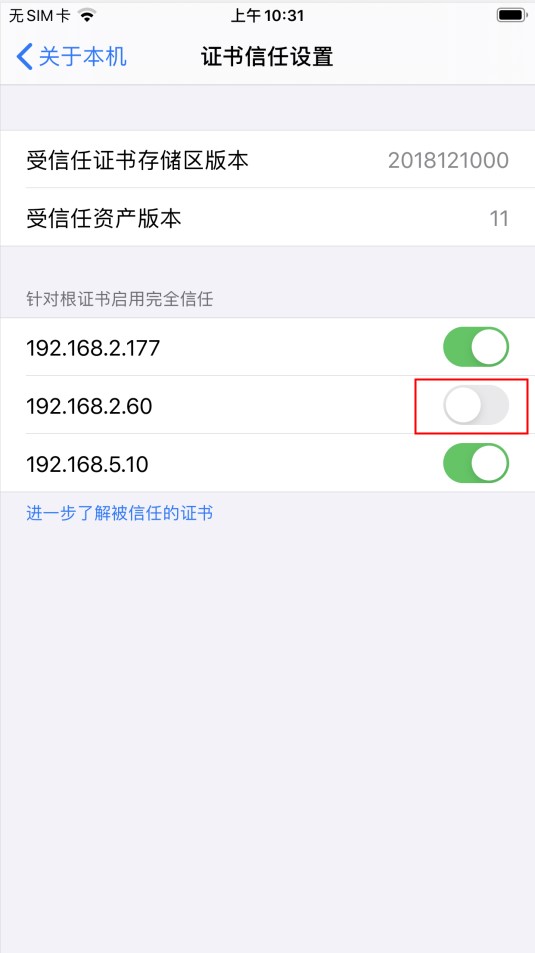 无SIM卡 上午10:31
关于本机 证书信任设置
受信任证书存储区版本 2018121000
受信任资产版本 11
针对根证书启用完全信任
192.168.2.177
192.168.2.60
192.168.5.10
进一步了解被信任的证书